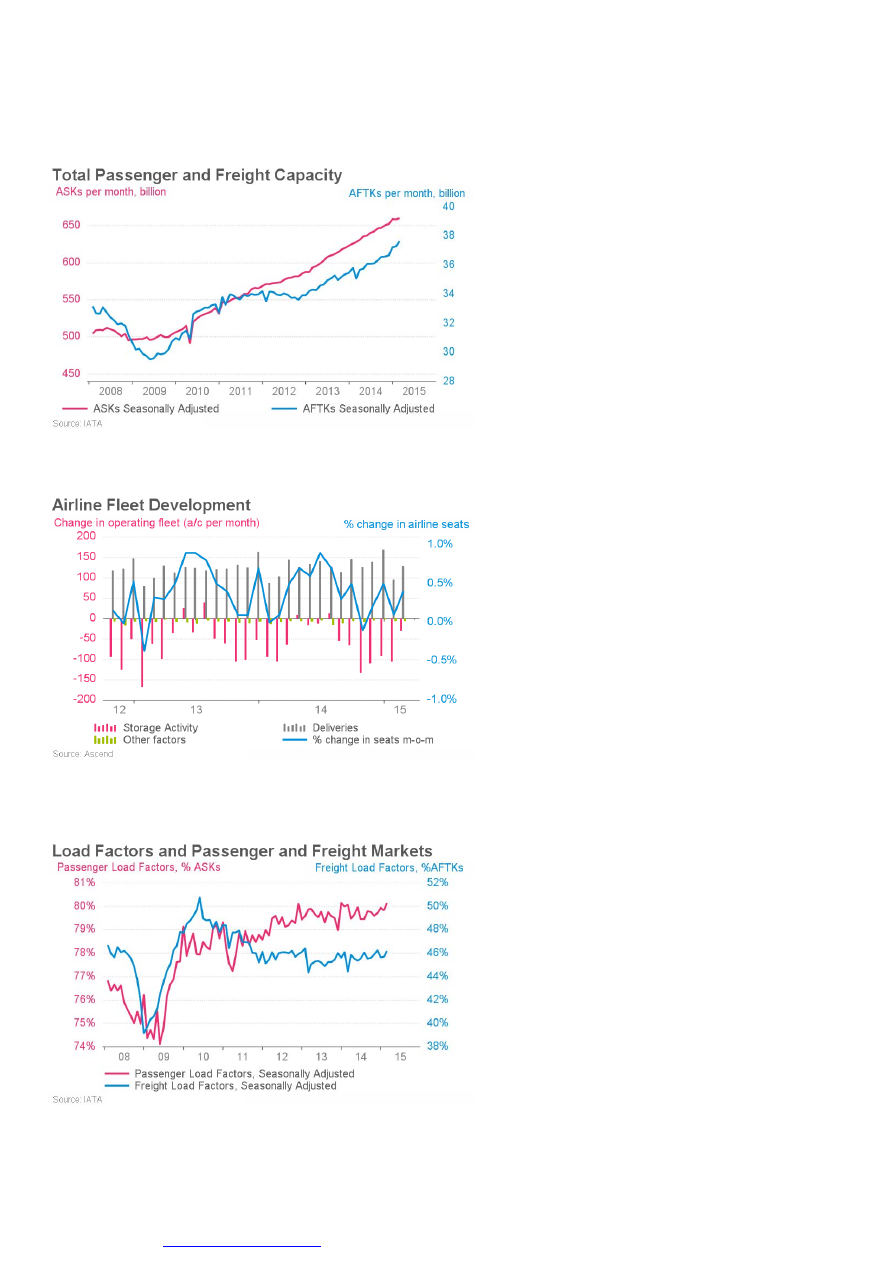 Total Passenger and Freight Capacity
ASKs per month, billion
AFTKs per month, billion
40
650
38
600
36
550
34
500
32
30
450
28
2008 2009 2010 2011 2012 2013 2014 2015
ASKs Seasonally Adjusted
AFTKs Seasonally Adjusted
Source: IATA
Airline Fleet Development
Change in operating fleet (a/c per month)
% change in airline seats
200
1.0%
150
100
0.5%
50
0
0.0%
-50
-0.5%
-100
-150
-200
-1.0%
12 13 14 15
Storage Activity
Deliveries
Other factors
% change in seats m-o-m
Source: Ascend
Load Factors and Passenger and Freight Markets
Passenger Load Factors, % ASKs
Freight Load Factors, %AFTKs
81% 52%
80% 50%
79% 48%
78% 46%
77% 44%
76% 42%
75% 40%
74% 38%
08 09 10 11 12 13 14 15
Passenger Load Factors, Seasonally Adjusted
Freight Load Factors, Seasonally Adjusted
Source: IATA